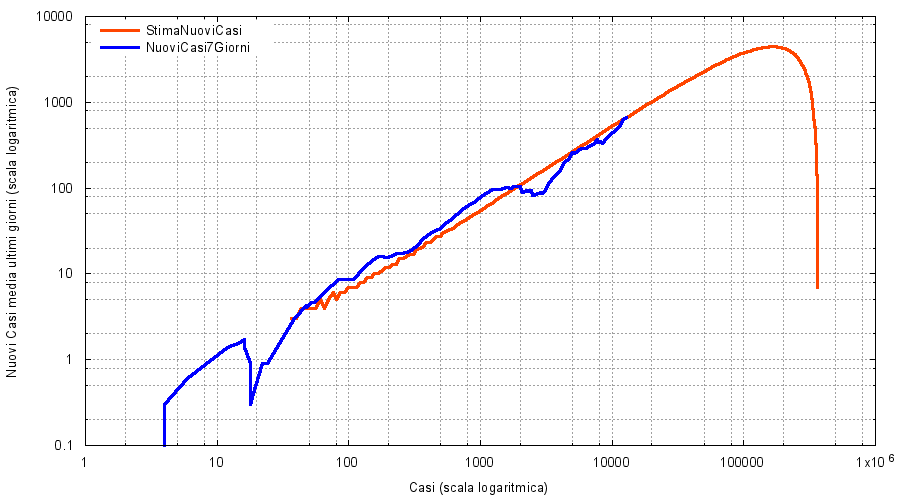 10000
1000
100
10
1
0.1
Nuovi Casi media ultimi giorni (scala logaritmica)
StimaNuoviCasi
NuoviCasi7Giorni
1 10 100 1000 10000 100000 1x10 6
Casi (scala logaritmica)